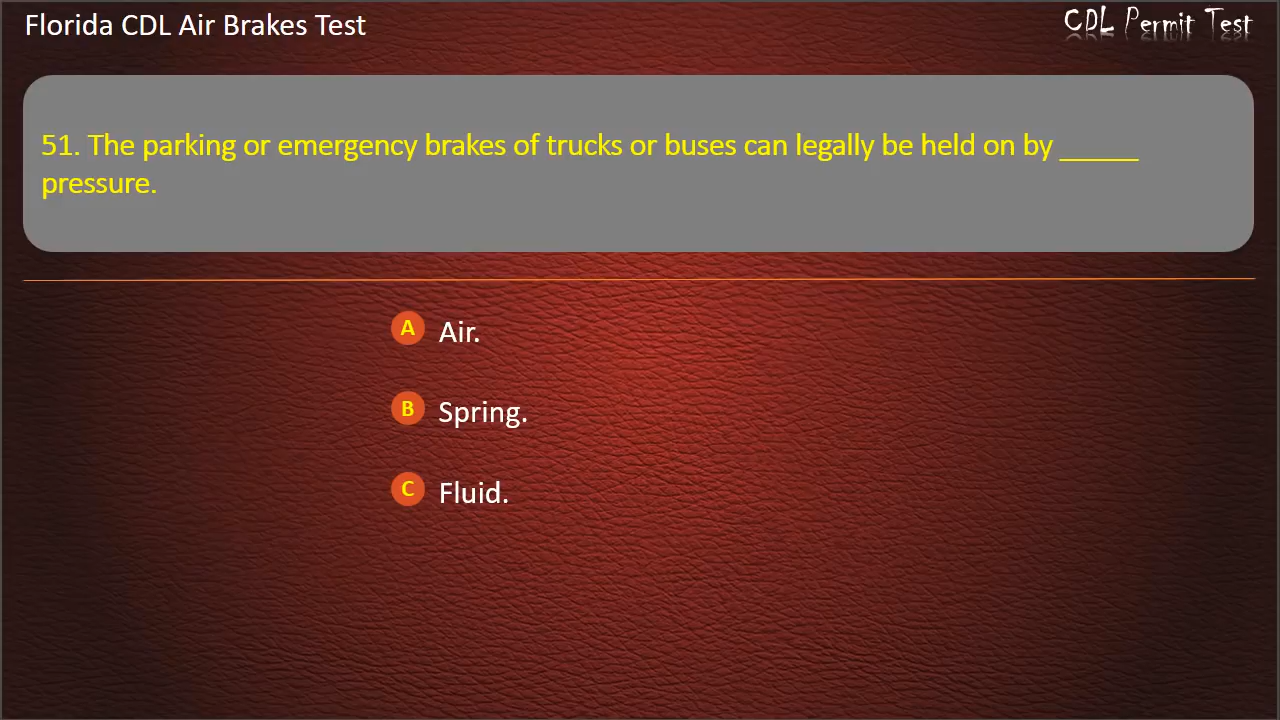 Florida CDL Air Brakes Test
CDL Permit Test
51. The parking or emergency brakes of trucks or buses can legally be held on by _____
pressure.
A Air.
B Spring.
C Fluid.